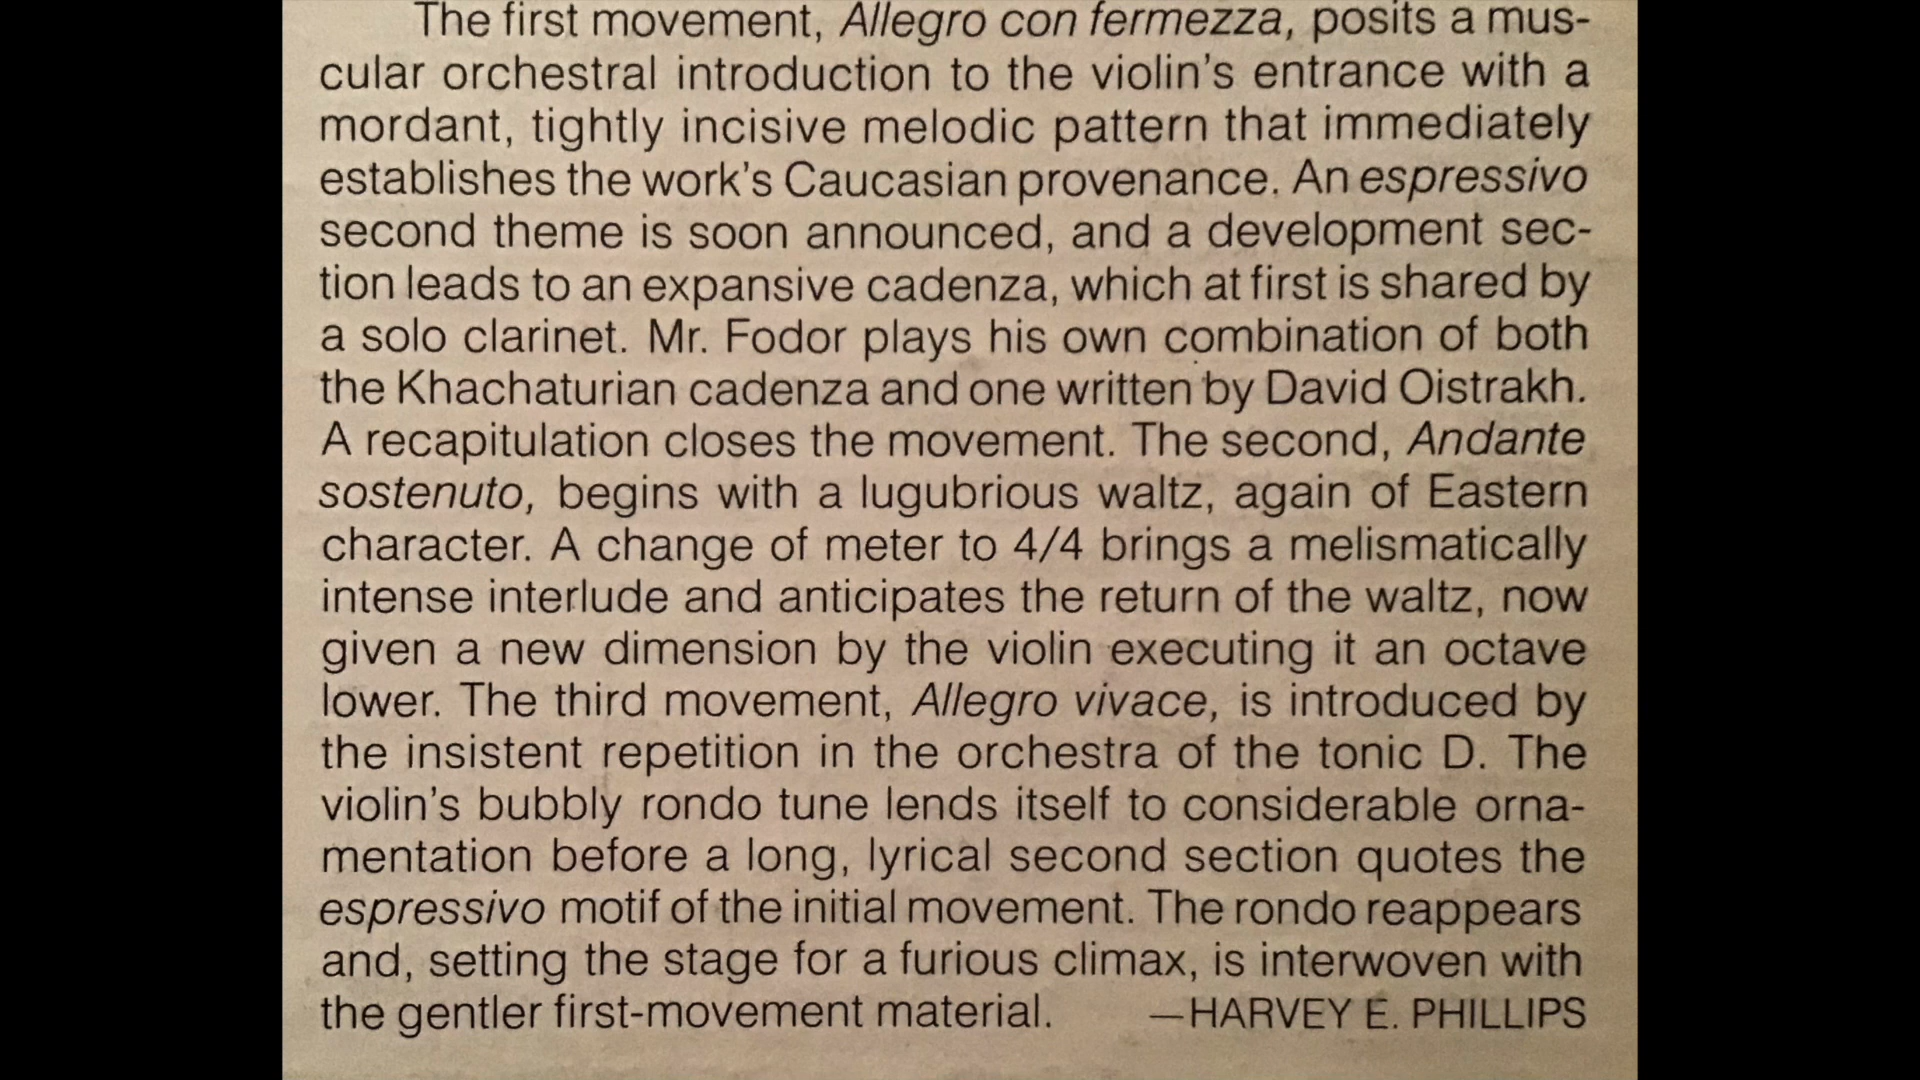 The first movement, Allegro con fermezza, posits a mus-
cular orchestral introduction to the violin's entrance with a
mordant, tightly incisive melodic pattern that immediately
establishes the work's Caucasian provenance. An espressivo
second theme is soon announced, and a development sec-
tion leads to an expansive cadenza, which at first is shared by
a solo clarinet. Mr. Fodor plays his own combination of both
the Khachaturian cadenza and one written by David Oistrakh.
A recapitulation closes the movement. The second, Andante
sostenuto, begins with a lugubrious waltz, again of Eastern
character. A change of meter to 4/4 brings a melismatically
intense interlude and anticipates the return of the waltz, now
given a new dimension by the violin executing it an octave
lower. The third movement, Allegro vivace, is introduced by
the insistent repetition in the orchestra of the tonic D. The
violin's bubbly rondo tune lends itself to considerable orna-
mentation before a long, lyrical second section quotes the
espressivo motif of the initial movement. The rondo reappears
and, setting the stage for a furious climax, is interwoven with
the gentler first-movement material. —HARVEY E. PHILLIPS